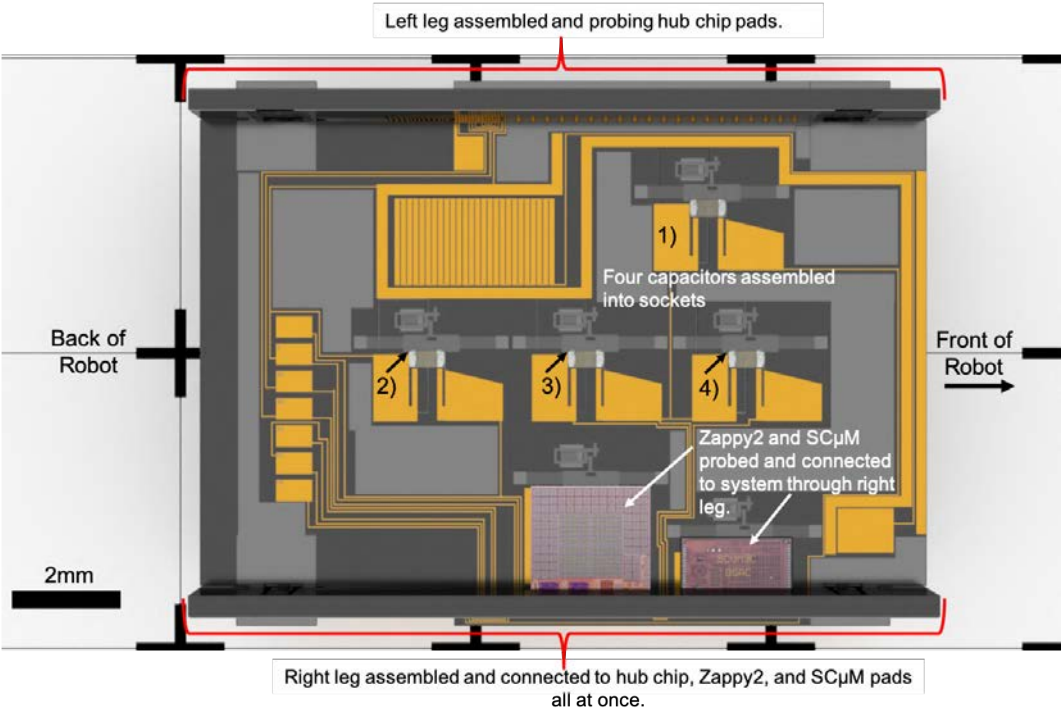 Left leg assembled and probing hub chip pads.
1)
Four capacitors assembled
into sockets
Back of
Robot
Front of
Robot
2)
3)
4)
Zappy2 and SCμM
probed and connected
to system through right
leg.
2mm
Right leg assembled and connected to hub chip, Zappy2, and SCμM pads
all at once.